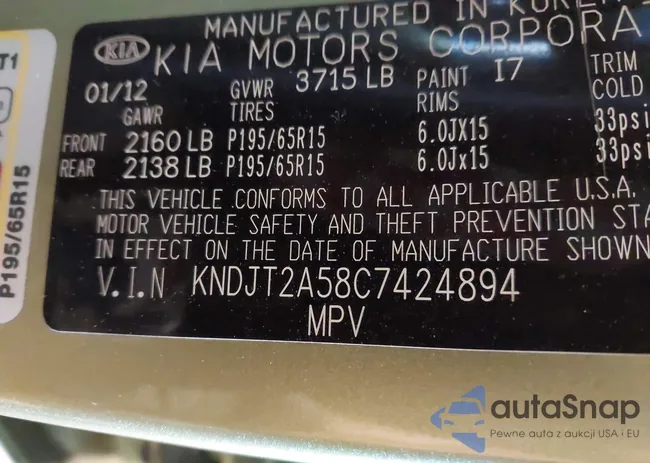 MANUFACTURED IN KOREA
KIA KIA MOTORS CORPORA
01/12 GVWR 3715 LB PAINT I7 TRIM
GAWR TIRES RIMS COLD
FRONT 2160 LB P195/65R15 6.0JX15 33psi
REAR 2138 LB P195/65R15 6.0Jx15 33psi
THIS VEHICLE CONFORMS TO ALL APPLICABLE U.S.A.
MOTOR VEHICLE SAFETY AND THEFT PREVENTION STA
IN EFFECT ON THE DATE OF MANUFACTURE SHOWN
V.I.N KNDJT2A58C7424894
MPV
T1
P195/65R15
autaSnap
Pewne auta z aukcji USA i EU